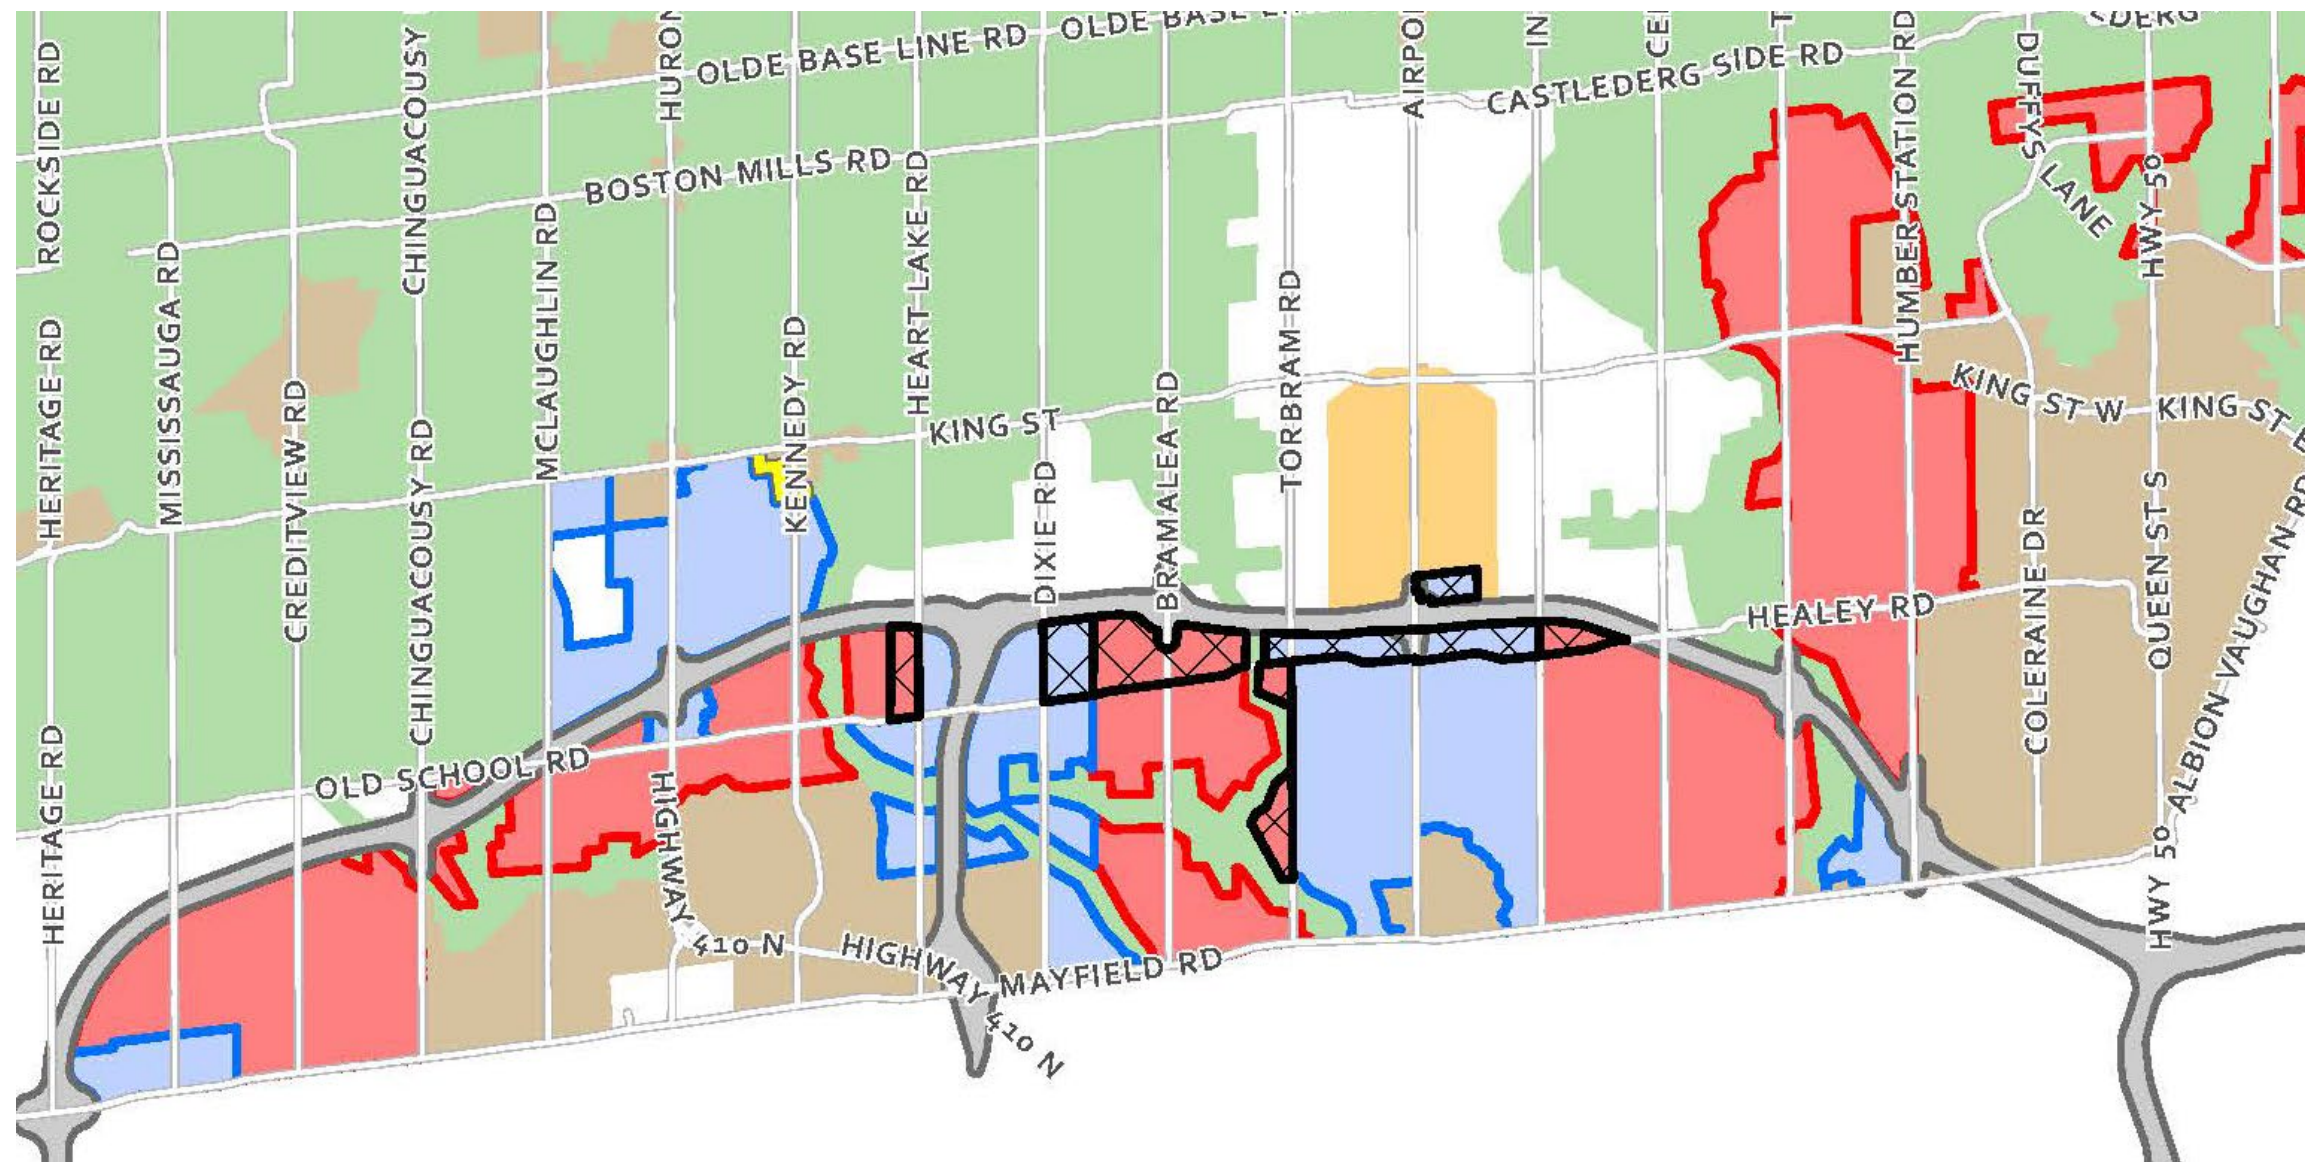 OLDE BASE LINE RD
OLDE BASE
CASTLEDERG SIDE RD
BOSTON MILLS RD
ROCKSIDE RD
CHINGUACOUSY
HURON
AIRPO
IN
CE
T
HUMBER STATION RD
DUFFYS LANE
HWY 50
MISSISSAUGA RD
MCLAUGHLIN RD
HEART LAKE RD
TORBRAM RD
HERITAGE RD
CREDITVIEW RD
CHINGUACOUSY RD
KENNEDY RD
KING ST
DIXIE RD
BRAMALEA RD
KING ST W
KING ST E
HEALEY RD
COLERAINE DR
QUEEN ST S
ALBION VAUGHAN RD
HERITAGE RD
OLD SCHOOL RD
HIGHWAY
410 N
HIGHWAY
410 N
MAYFIELD RD
HWY 50